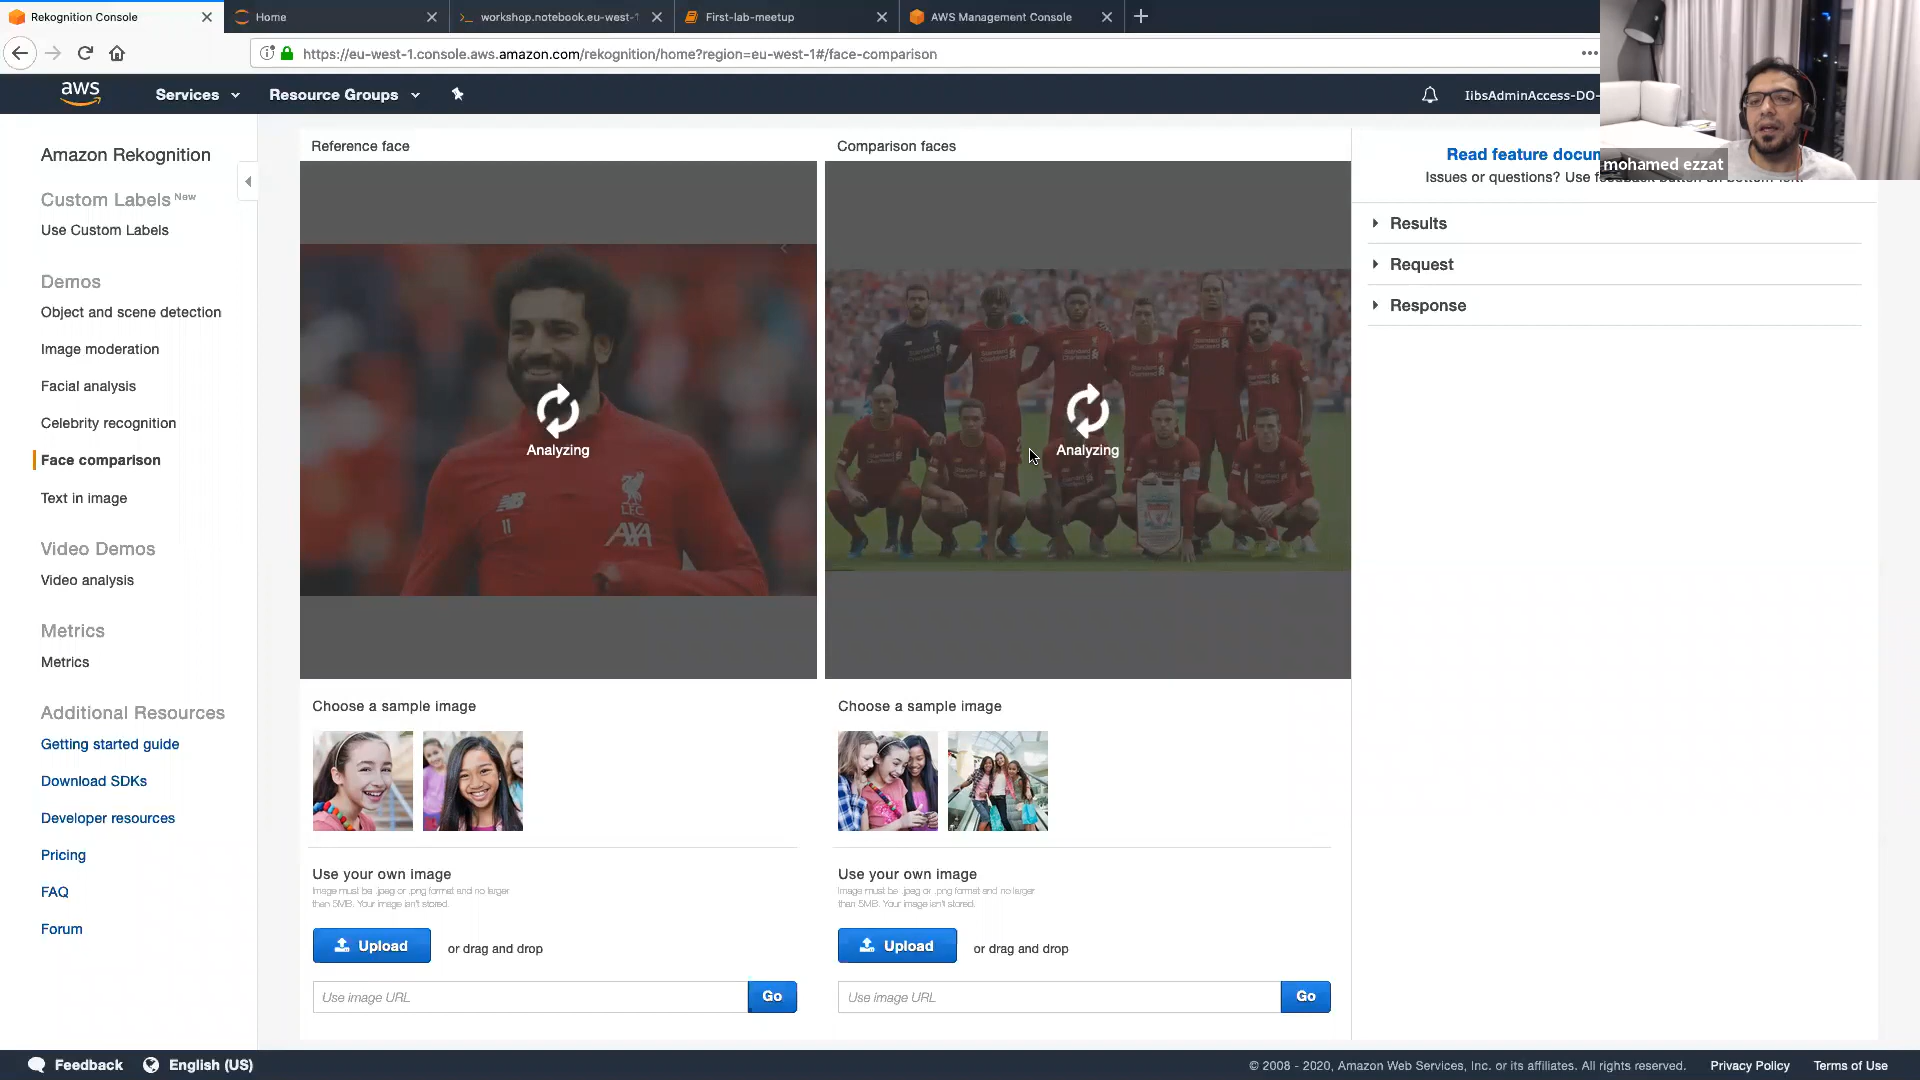 Rekognition Console
Home
workshop.notebook.eu-west-1
First-lab-meetup
AWS Management Console
https://eu-west-1.console.aws.amazon.com/rekognition/home?region=eu-west-1#/face-comparison
aws
Services
Resource Groups
IibsAdminAccess-DO-
mohamed ezzat
Amazon Rekognition
Custom Labels New
Use Custom Labels
Demos
Object and scene detection
Image moderation
Facial analysis
Celebrity recognition
Face comparison
Text in image
Video Demos
Video analysis
Metrics
Metrics
Additional Resources
Getting started guide
Download SDKs
Developer resources
Pricing
FAQ
Forum
Reference face
11
L.F.C.
AXA
Analyzing
Choose a sample image
Use your own image
Image must be .jpeg or .png format and no larger
than 5MB. Your image isn't stored.
Upload
or drag and drop
Use image URL
Go
Comparison faces
Analyzing
Choose a sample image
Use your own image
Image must be .jpeg or .png format and no larger
than 5MB. Your image isn't stored.
Upload
or drag and drop
Use image URL
Go
Read feature docum
Issues or questions? Use
Results
Request
Response
Feedback
English (US)
© 2008 - 2020, Amazon Web Services, Inc. or its affiliates. All rights reserved.
Privacy Policy
Terms of Use